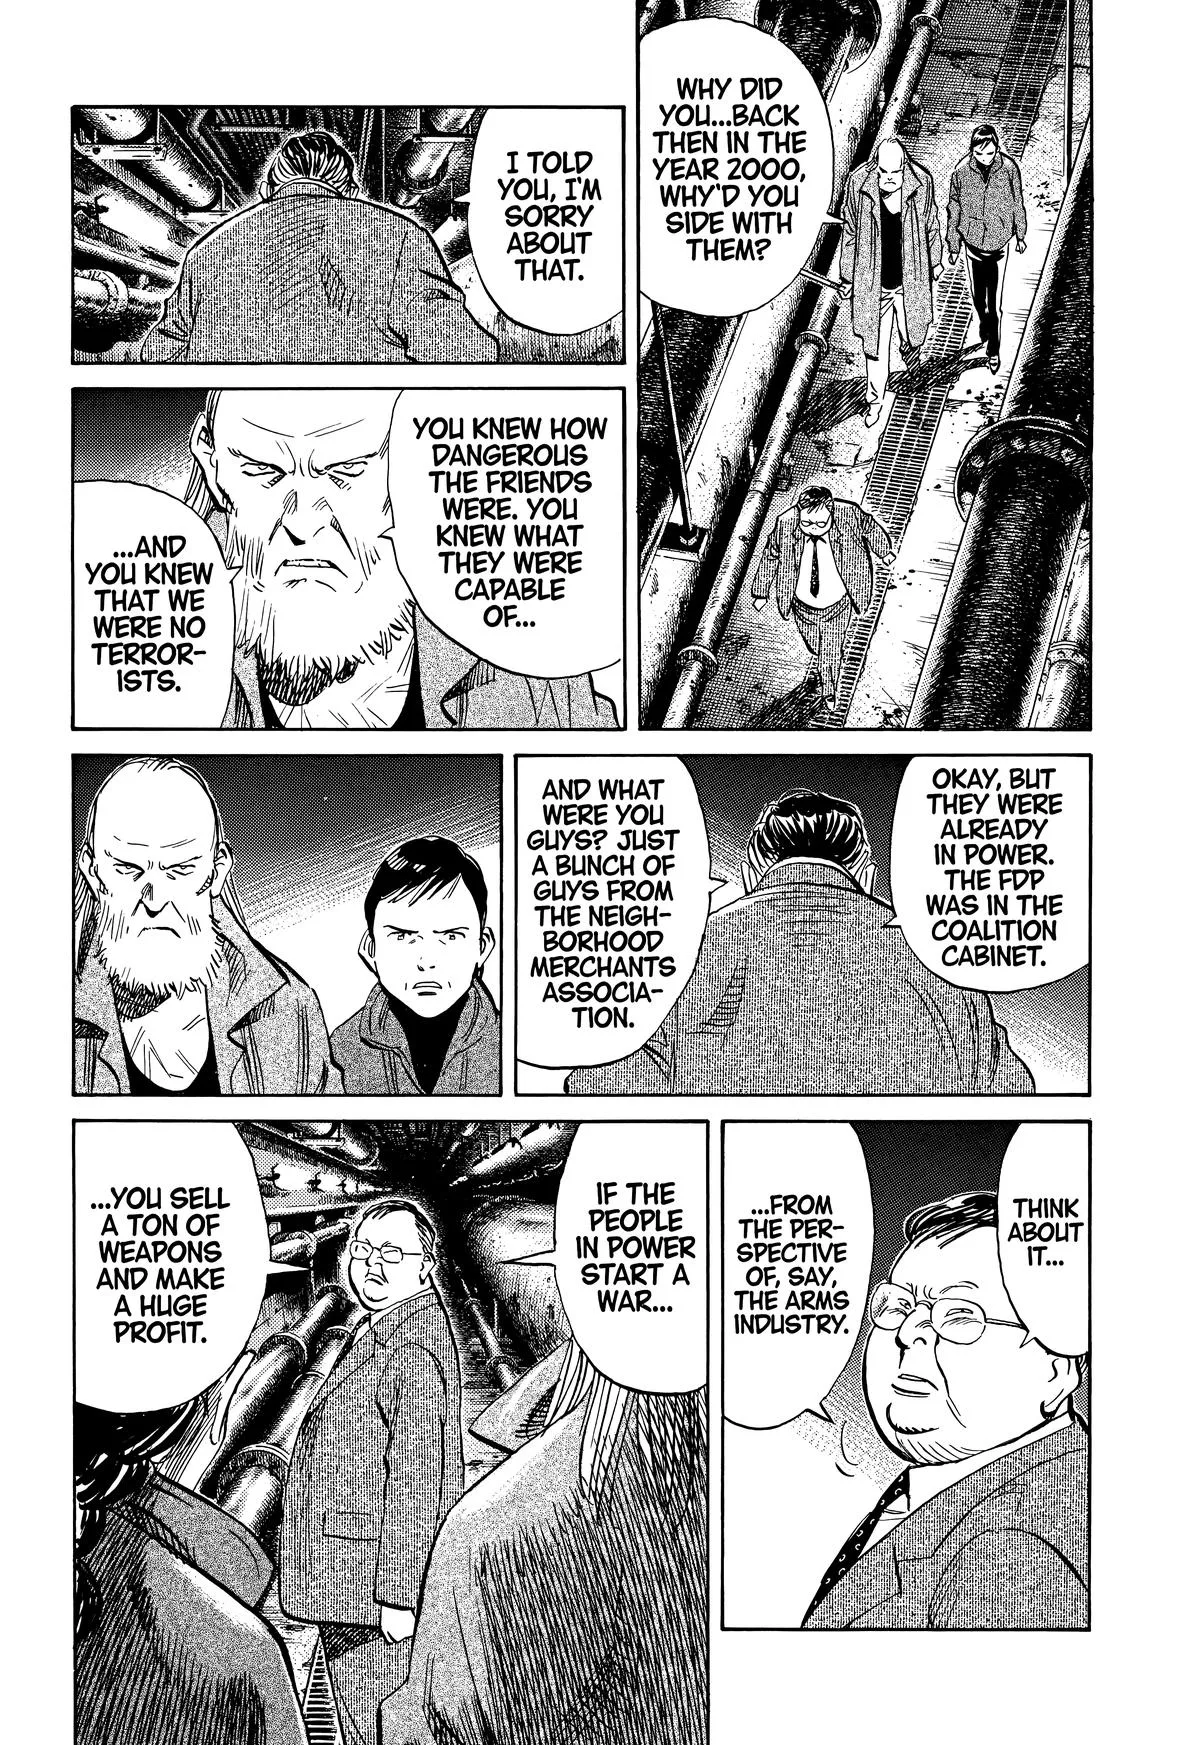 WHY DID
YOU...BACK
THEN IN THE
YEAR 2000,
WHY'D YOU
SIDE WITH
THEM?
I TOLD
YOU, I'M
SORRY
ABOUT
THAT.
YOU KNEW HOW
DANGEROUS
THE FRIENDS
WERE. YOU
KNEW WHAT
THEY WERE
CAPABLE
OF...
...AND
YOU KNEW
THAT WE
WERE NO
TERROR-
ISTS.
OKAY, BUT
THEY WERE
ALREADY
IN POWER.
THE FDP
WAS IN THE
COALITION
CABINET.
AND WHAT
WERE YOU
GUYS? JUST
A BUNCH OF
GUYS FROM
THE NEIGH-
BORHOOD
MERCHANTS
ASSOCIA-
TION.
THINK
ABOUT
IT...
...FROM
THE PER-
SPECTIVE
OF, SAY,
THE ARMS
INDUSTRY.
IF THE
PEOPLE
IN POWER
START A
WAR...
...YOU SELL
A TON OF
WEAPONS
AND MAKE
A HUGE
PROFIT.